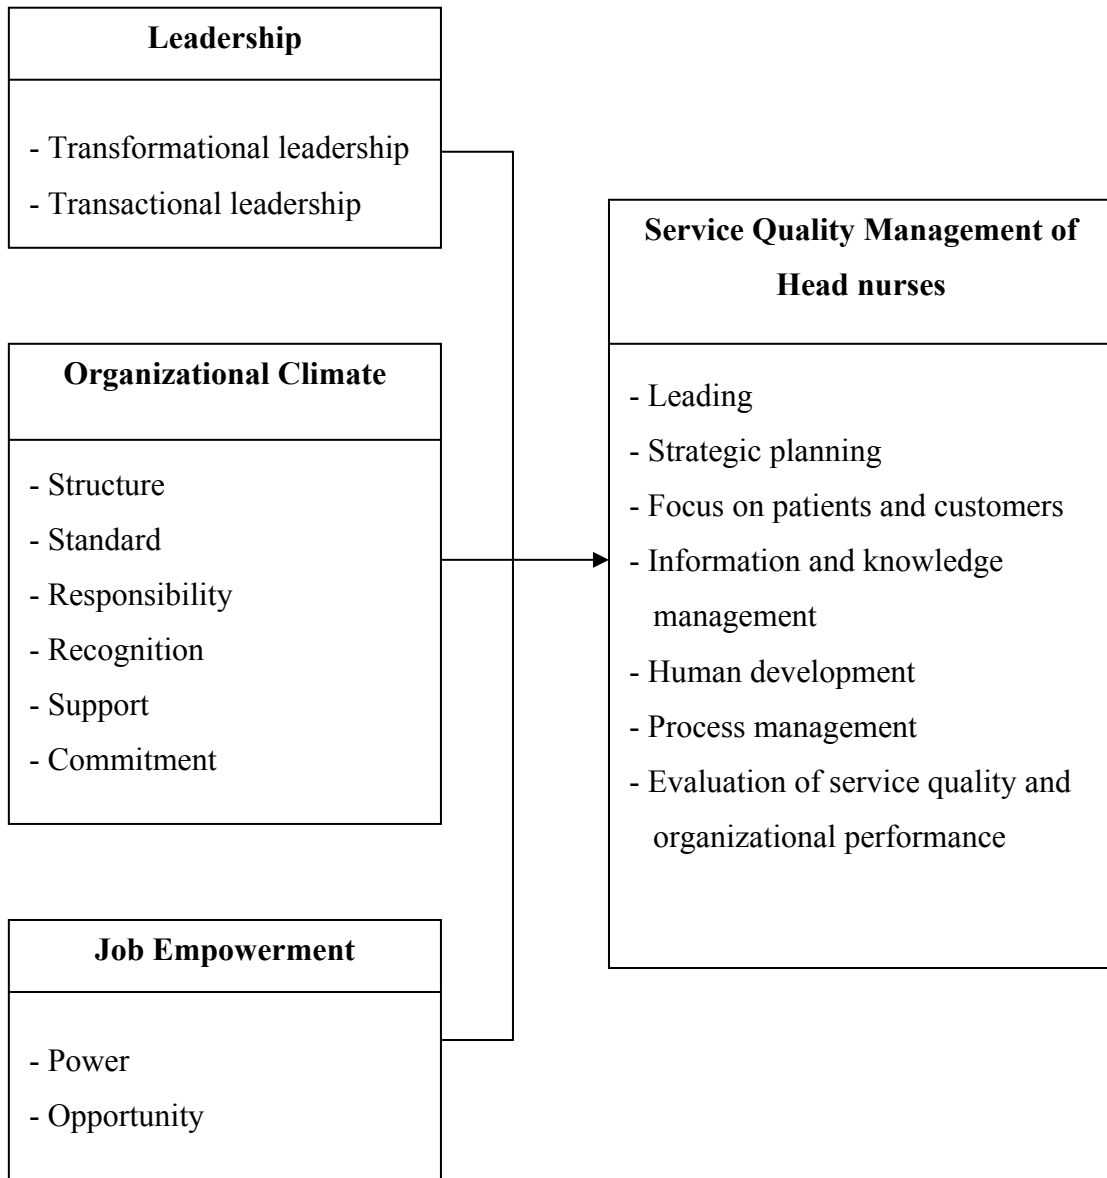 Leadership
- Transformational leadership
- Transactional leadership
Organizational Climate
- Structure
- Standard
- Responsibility
- Recognition
- Support
- Commitment
Job Empowerment
- Power
- Opportunity
Service Quality Management of
Head nurses
- Leading
- Strategic planning
- Focus on patients and customers
- Information and knowledge
management
- Human development
- Process management
- Evaluation of service quality and
organizational performance